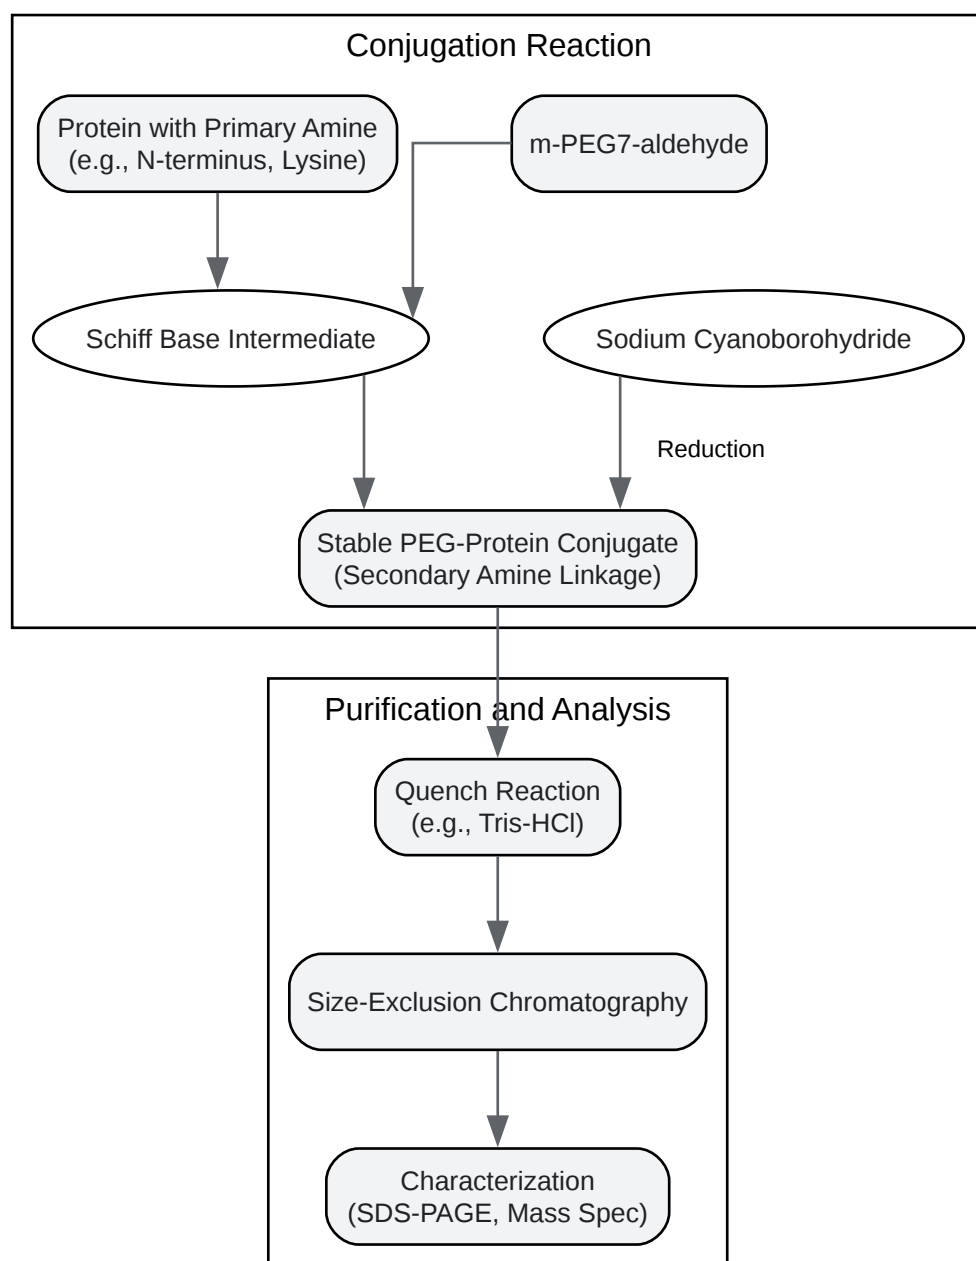 Conjugation Reaction
Protein with Primary Amine
(e.g., N-terminus, Lysine)
m-PEG7-aldehyde
Schiff Base Intermediate
Sodium Cyanoborohydride
Reduction
Stable PEG-Protein Conjugate
(Secondary Amine Linkage)
Purification and Analysis
Quench Reaction
(e.g., Tris-HCl)
Size-Exclusion Chromatography
Characterization
(SDS-PAGE, Mass Spec)